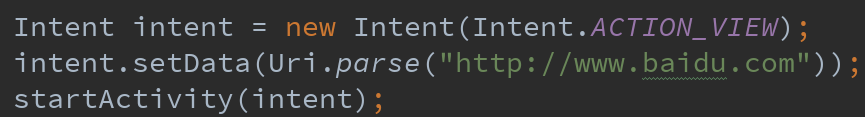 Intent intent = new Intent(Intent.ACTION_VIEW);
intent.setData(Uri.parse("http://www.baidu.com"));
startActivity(intent);